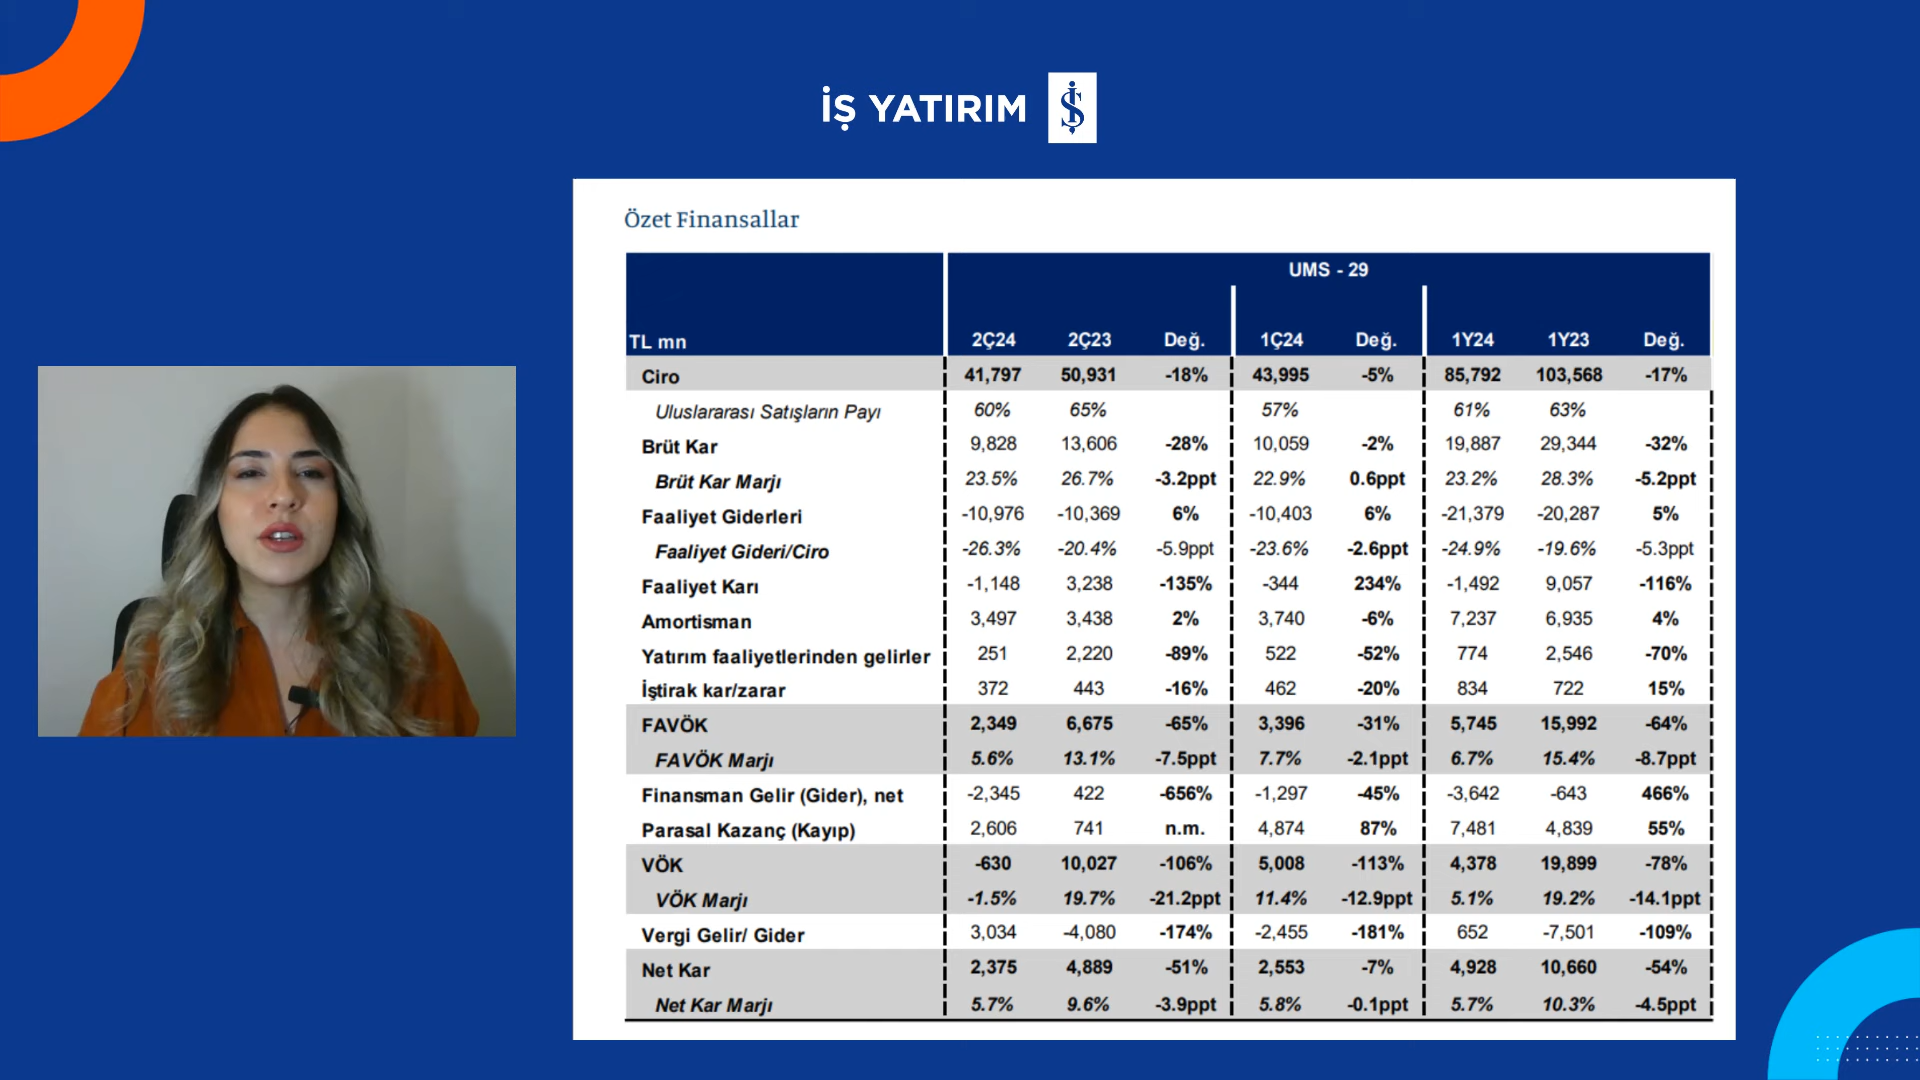 İŞ YATIRIM
Özet Finansallar
UMS - 29
TL mn 2Ç24 2Ç23 Değ. 1Ç24 Değ. 1Y24 1Y23 Değ.
Ciro 41,797 50,931 -18% 43,995 -5% 85,792 103,568 -17%
Uluslararası Satışların Payı 60% 65% 57% 61% 63%
Brüt Kar 9,828 13,606 -28% 10,059 -2% 19,887 29,344 -32%
Brüt Kar Marjı 23.5% 26.7% -3.2ppt 22.9% 0.6ppt 23.2% 28.3% -5.2ppt
Faaliyet Giderleri -10,976 -10,369 6% -10,403 6% -21,379 -20,287 5%
Faaliyet Gideri/Ciro -26.3% -20.4% -5.9ppt -23.6% -2.6ppt -24.9% -19.6% -5.3ppt
Faaliyet Karı -1,148 3,238 -135% -344 234% -1,492 9,057 -116%
Amortisman 3,497 3,438 2% 3,740 -6% 7,237 6,935 4%
Yatırım faaliyetlerinden gelirler 251 2,220 -89% 522 -52% 774 2,546 -70%
İştirak kar/zarar 372 443 -16% 462 -20% 834 722 15%
FAVÖK 2,349 6,675 -65% 3,396 -31% 5,745 15,992 -64%
FAVÖK Marjı 5.6% 13.1% -7.5ppt 7.7% -2.1ppt 6.7% 15.4% -8.7ppt
Finansman Gelir (Gider), net -2,345 422 -656% -1,297 -45% -3,642 -643 466%
Parasal Kazanç (Kayıp) 2,606 741 n.m. 4,874 87% 7,481 4,839 55%
VÖK -630 10,027 -106% 5,008 -113% 4,378 19,899 -78%
VÖK Marjı -1.5% 19.7% -21.2ppt 11.4% -12.9ppt 5.1% 19.2% -14.1ppt
Vergi Gelir/ Gider 3,034 -4,080 -174% -2,455 -181% 652 -7,501 -109%
Net Kar 2,375 4,889 -51% 2,553 -7% 4,928 10,660 -54%
Net Kar Marjı 5.7% 9.6% -3.9ppt 5.8% -0.1ppt 5.7% 10.3% -4.5ppt